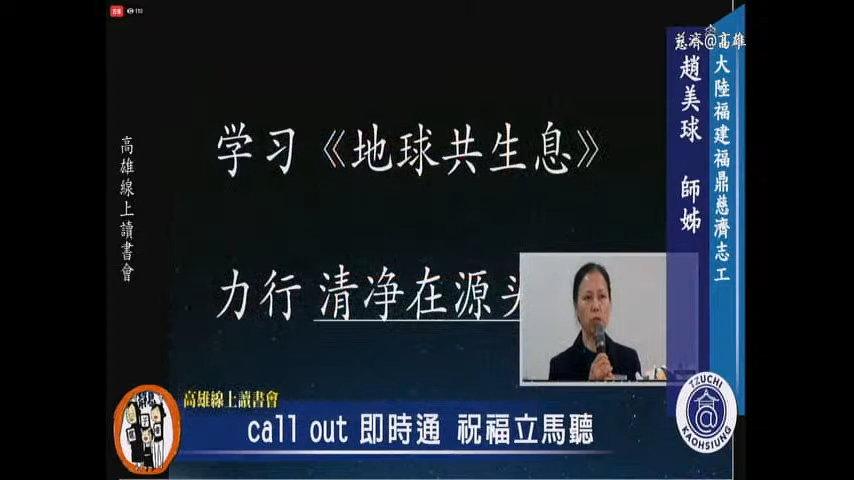 直播
慈濟@高雄
大陸福建福鼎慈濟志工
趙美球 師姊
高雄線上讀書會
学习《地球共生息》
力行 清净在源头
高雄線上讀書會
call out 即時通 祝福立馬聽
TZUCHI
KAOHSIUNG